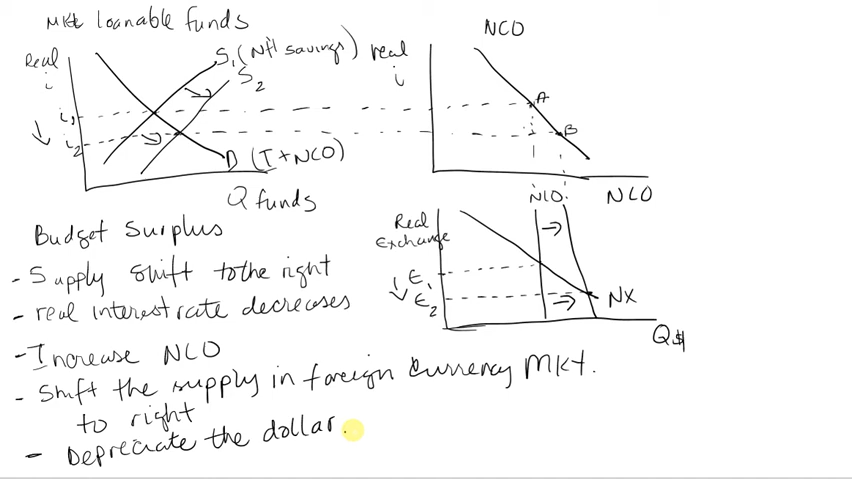 Mkt loanable funds
Real
i
S1 (Nt'l savings)
S2
i1
i2
D (I + NCO)
Q funds
NCO
real
i
A
B
NCO
NCO
Real
Exchange
E1
E2
NX
Q$
Budget Surplus
- Supply shift to the right
- real interest rate decreases
- Increase NCO
- Shift the supply in foreign currency Mkt.
to right
- Depreciate the dollar.